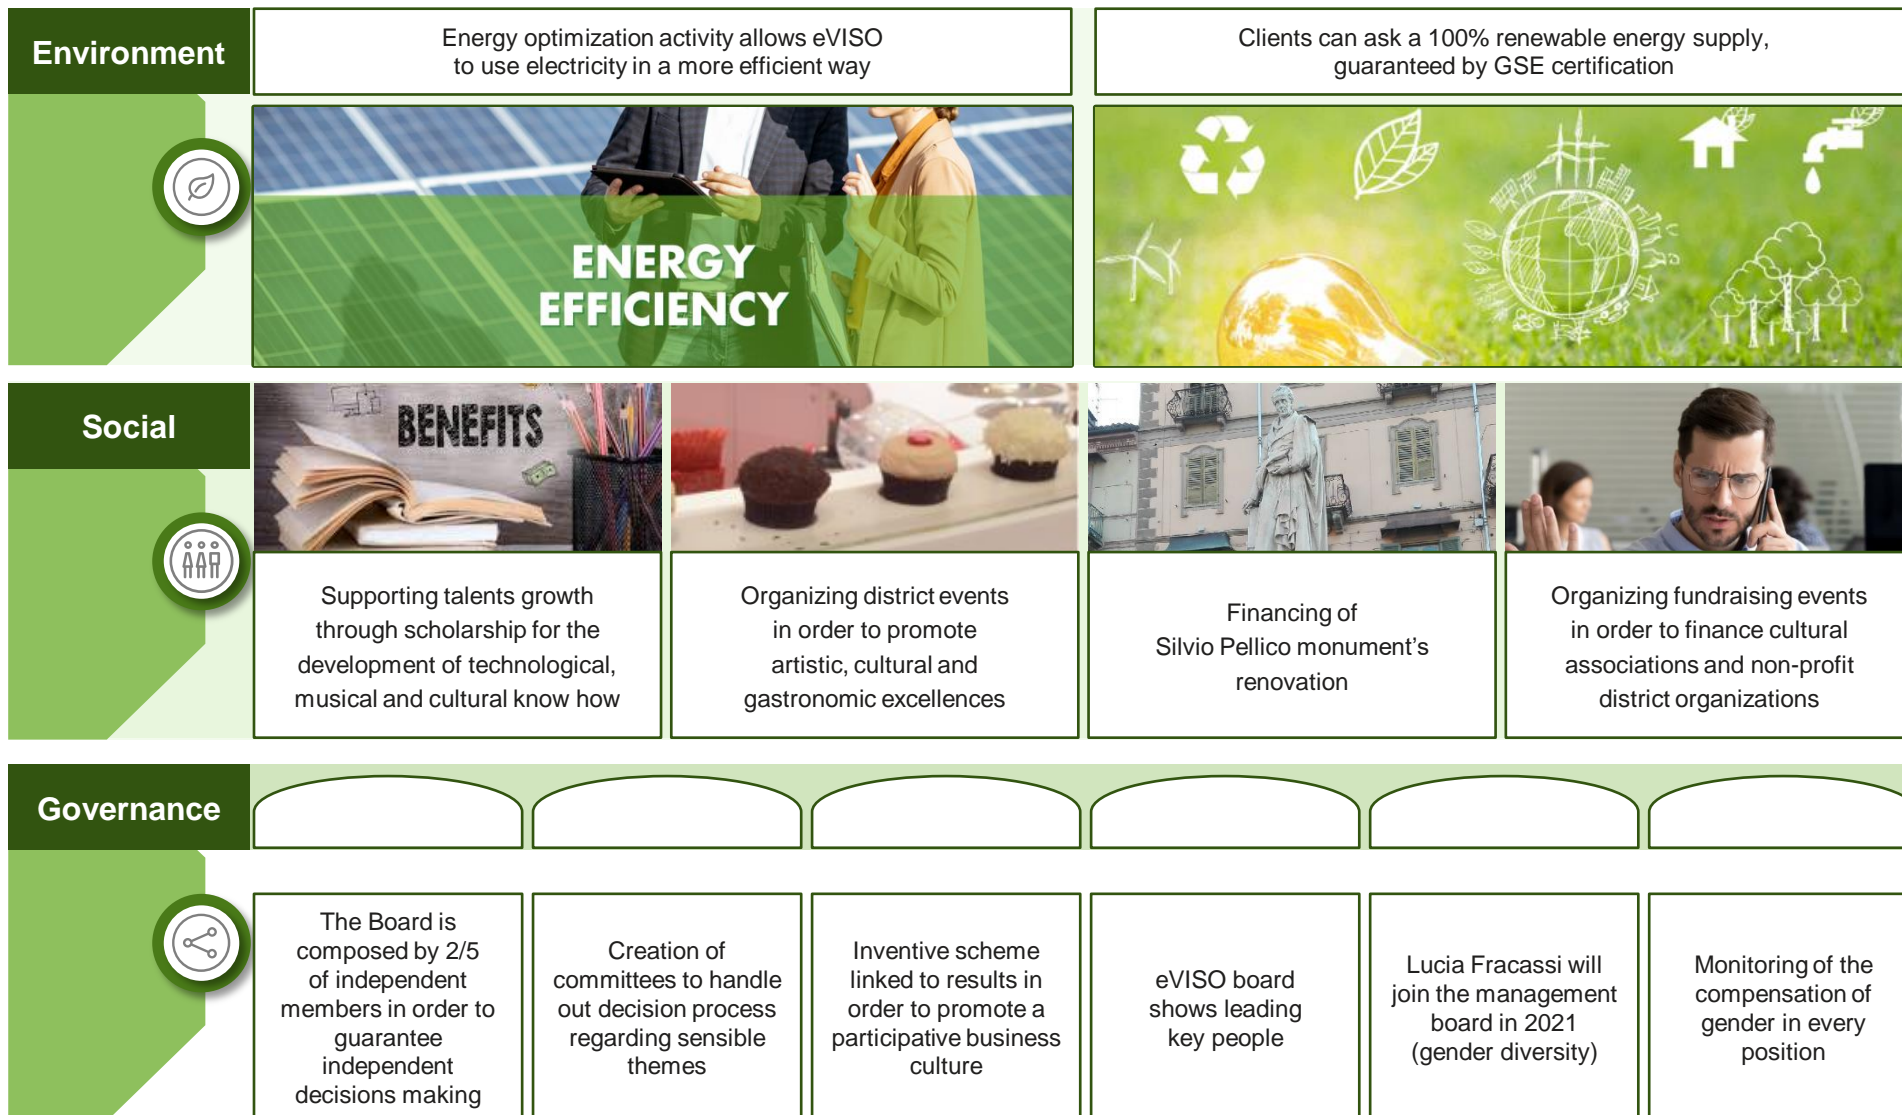 Environment
Energy optimization activity allows eVISO
to use electricity in a more efficient way
Clients can ask a 100% renewable energy supply,
guaranteed by GSE certification
ENERGY
EFFICIENCY
Social
BENEFITS
Supporting talents growth
through scholarship for the
development of technological,
musical and cultural know how
Organizing district events
in order to promote
artistic, cultural and
gastronomic excellences
Financing of
Silvio Pellico monument's
renovation
Organizing fundraising events
in order to finance cultural
associations and non-profit
district organizations
Governance
The Board is
composed by 2/5
of independent
members in order to
guarantee
independent
decisions making
Creation of
committees to handle
out decision process
regarding sensible
themes
Inventive scheme
linked to results in
order to promote a
participative business
culture
eVISO board
shows leading
key people
Lucia Fracassi will
join the management
board in 2021
(gender diversity)
Monitoring of the
compensation of
gender in every
position